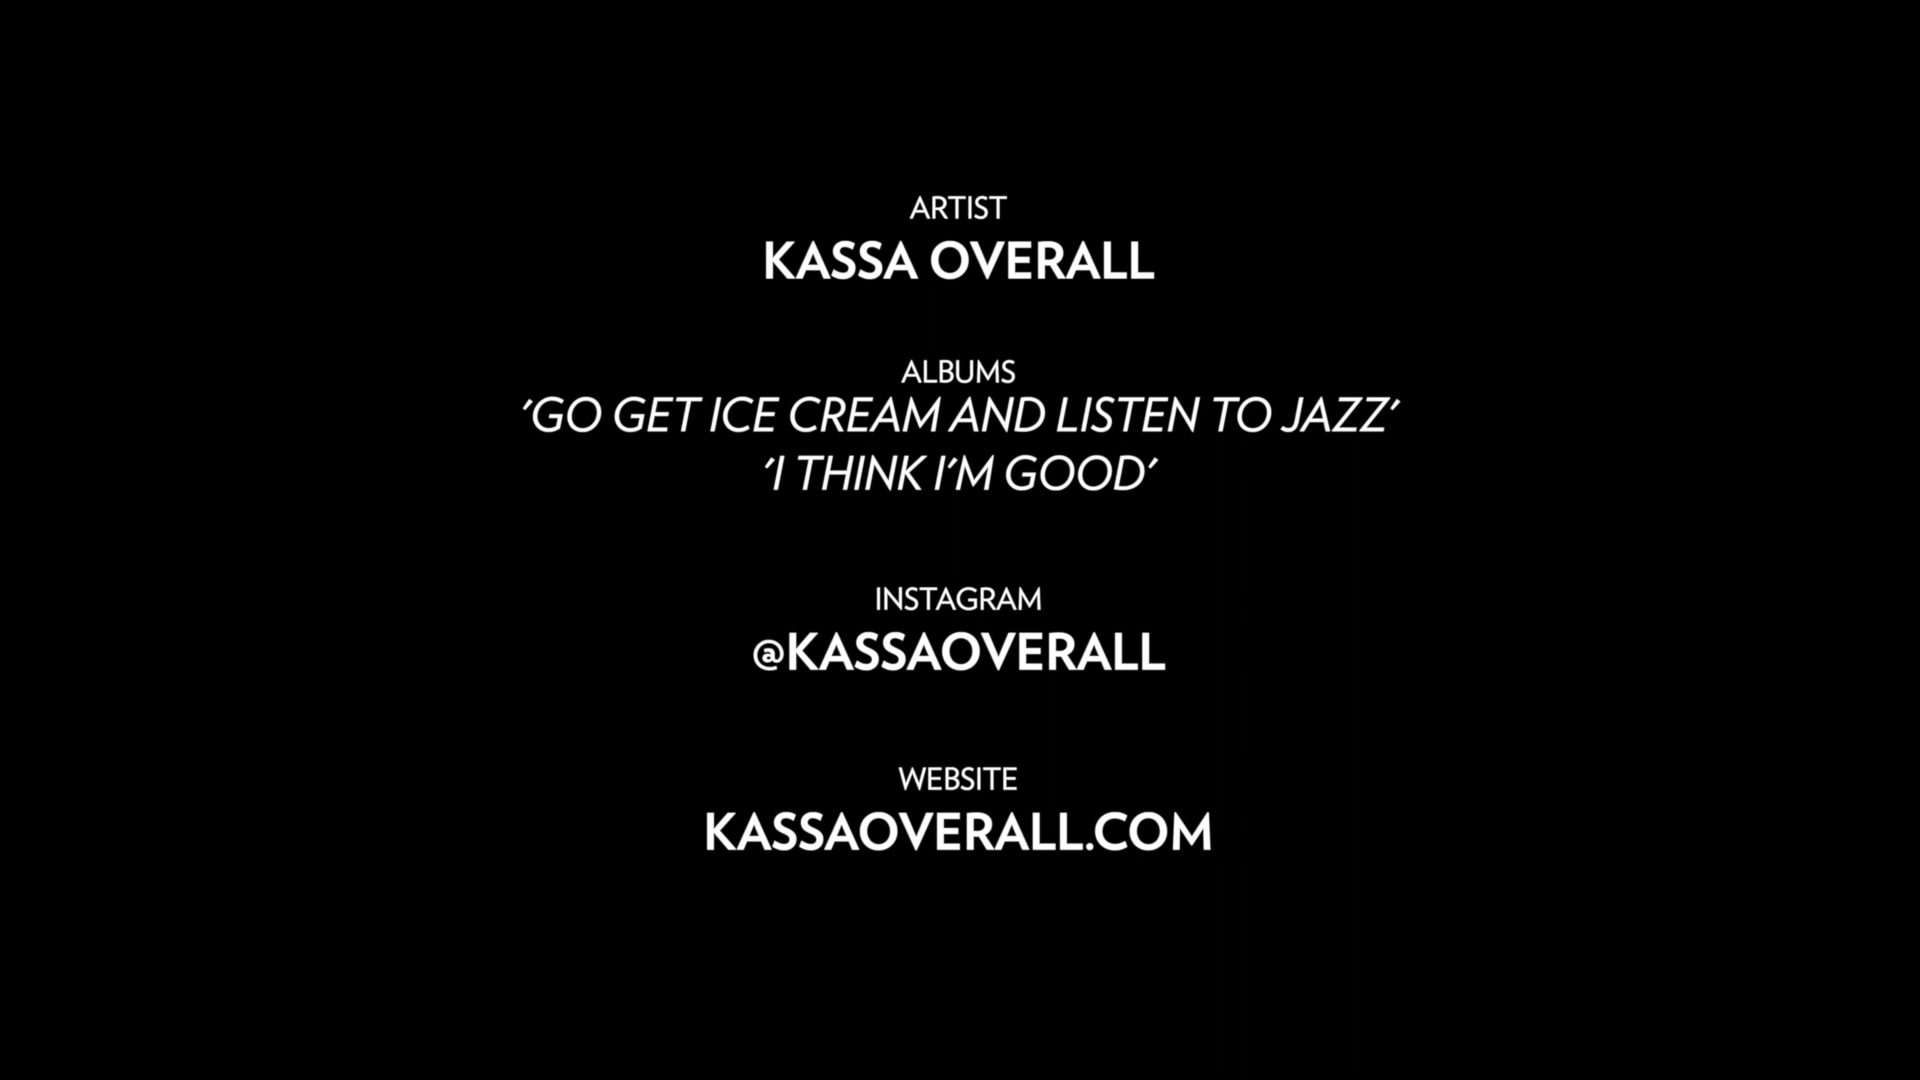 ARTIST
KASSA OVERALL
ALBUMS
'GO GET ICE CREAM AND LISTEN TO JAZZ'
'I THINK I'M GOOD'
INSTAGRAM
@KASSAOVERALL
WEBSITE
KASSAOVERALL.COM